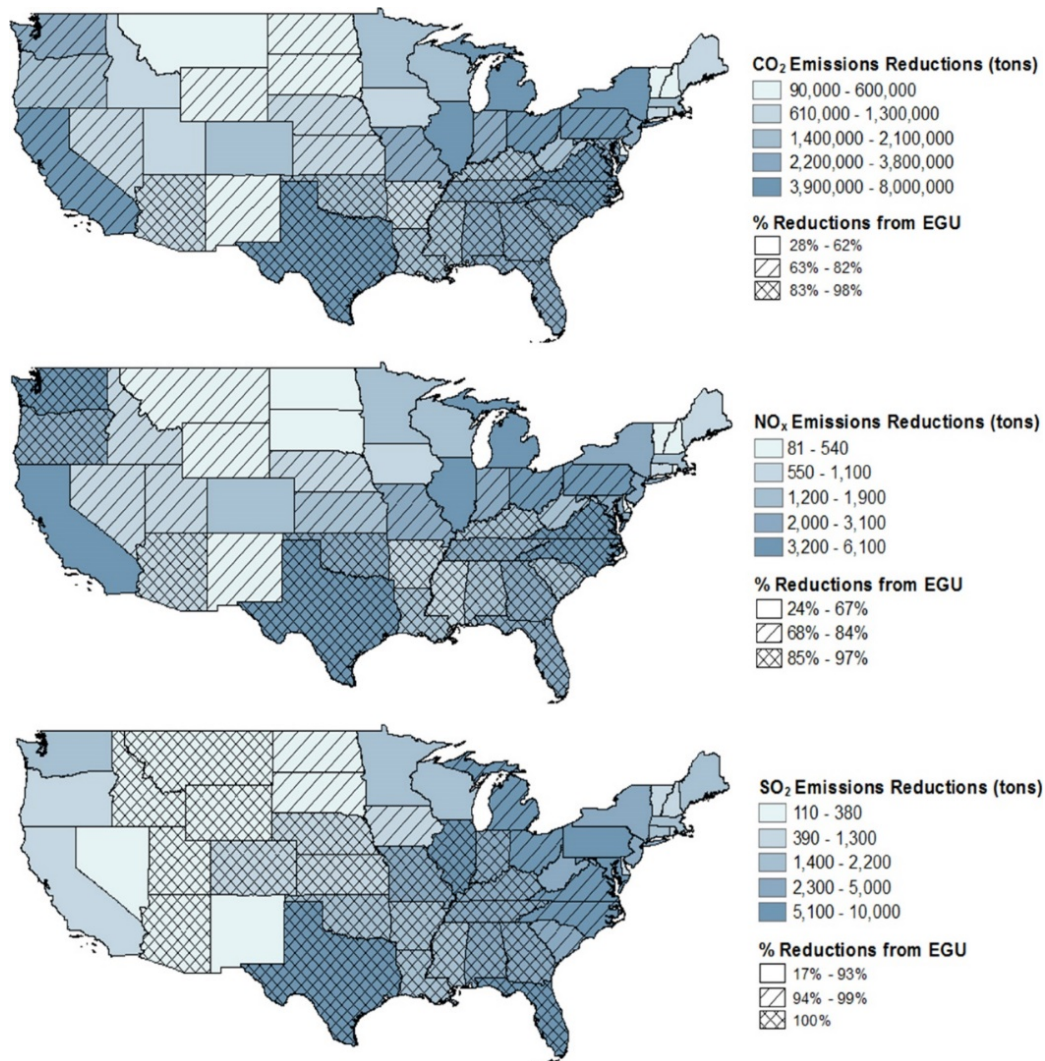 CO₂ Emissions Reductions (tons)
90,000 - 600,000
610,000 - 1,300,000
1,400,000 - 2,100,000
2,200,000 - 3,800,000
3,900,000 - 8,000,000
% Reductions from EGU
28% - 62%
63% - 82%
83% - 98%
NOₓ Emissions Reductions (tons)
81 - 540
550 - 1,100
1,200 - 1,900
2,000 - 3,100
3,200 - 6,100
% Reductions from EGU
24% - 67%
68% - 84%
85% - 97%
SO₂ Emissions Reductions (tons)
110 - 380
390 - 1,300
1,400 - 2,200
2,300 - 5,000
5,100 - 10,000
% Reductions from EGU
17% - 93%
94% - 99%
100%